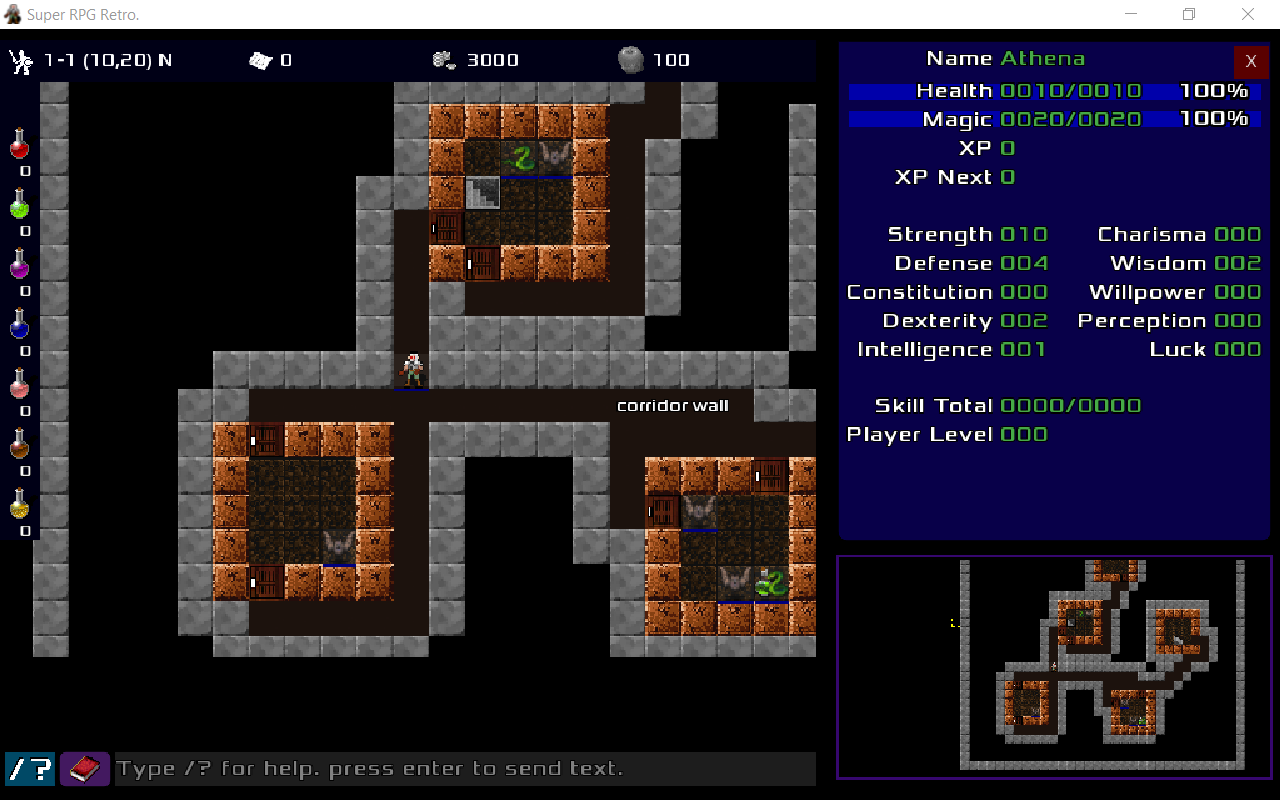 Super RPG Retro.
1-1 (10,20) N 0 3000 100
0
0
0
0
0
0
0
corridor wall
/? Type /? for help. press enter to send text.
Name Athena X
Health 0010/0010 100%
Magic 0020/0020 100%
XP 0
XP Next 0
Strength 010 Charisma 000
Defense 004 Wisdom 002
Constitution 000 Willpower 000
Dexterity 002 Perception 000
Intelligence 001 Luck 000
Skill Total 0000/0000
Player Level 000